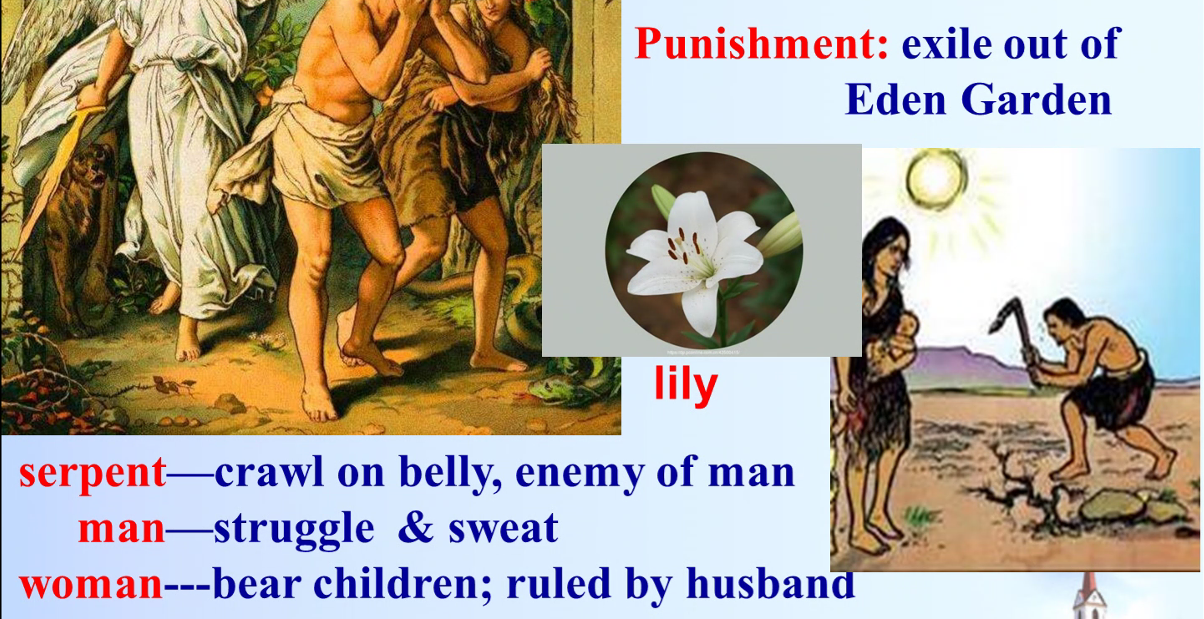 Punishment: exile out of
Eden Garden
lily
serpent—crawl on belly, enemy of man
man—struggle & sweat
woman---bear children; ruled by husband